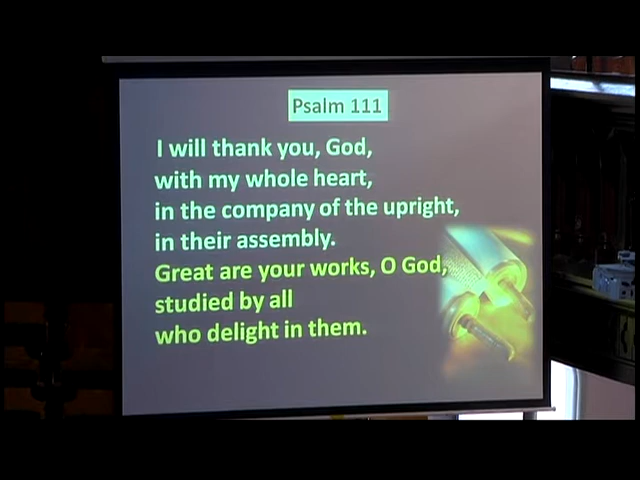 Psalm 111
I will thank you, God,
with my whole heart,
in the company of the upright,
in their assembly.
Great are your works, O God,
studied by all
who delight in them.